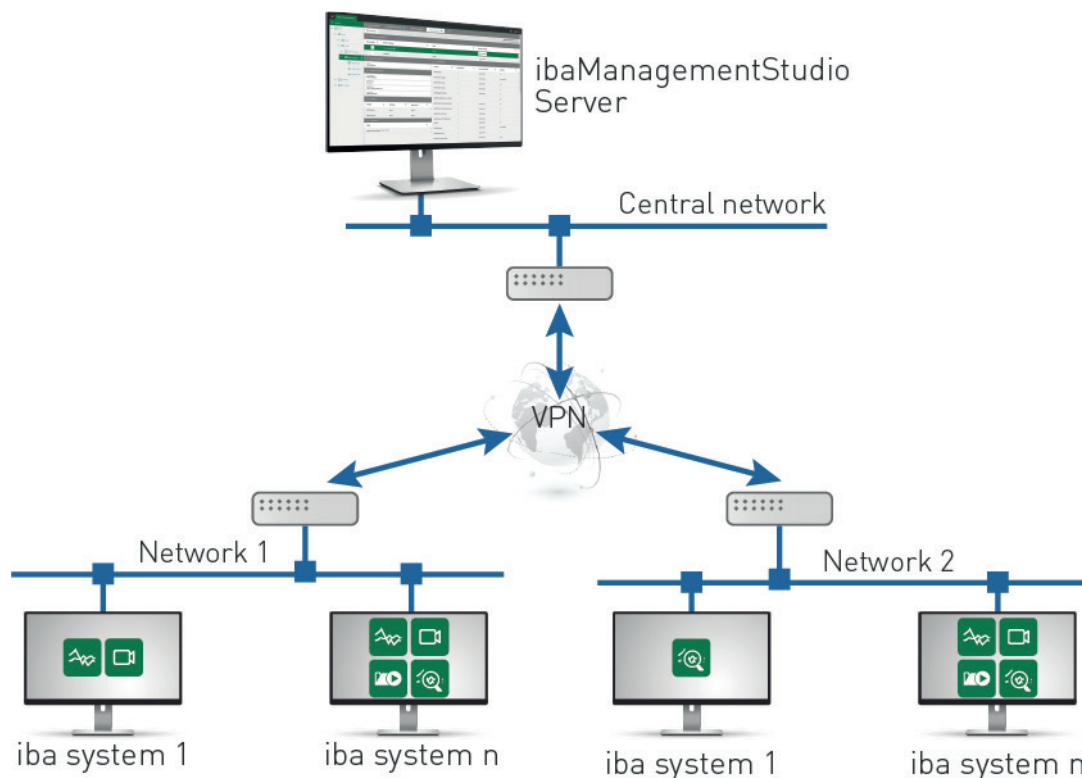 ibaManagementStudio
Server
Central network
VPN
Network 1
Network 2
iba system 1
iba system n
iba system 1
iba system n